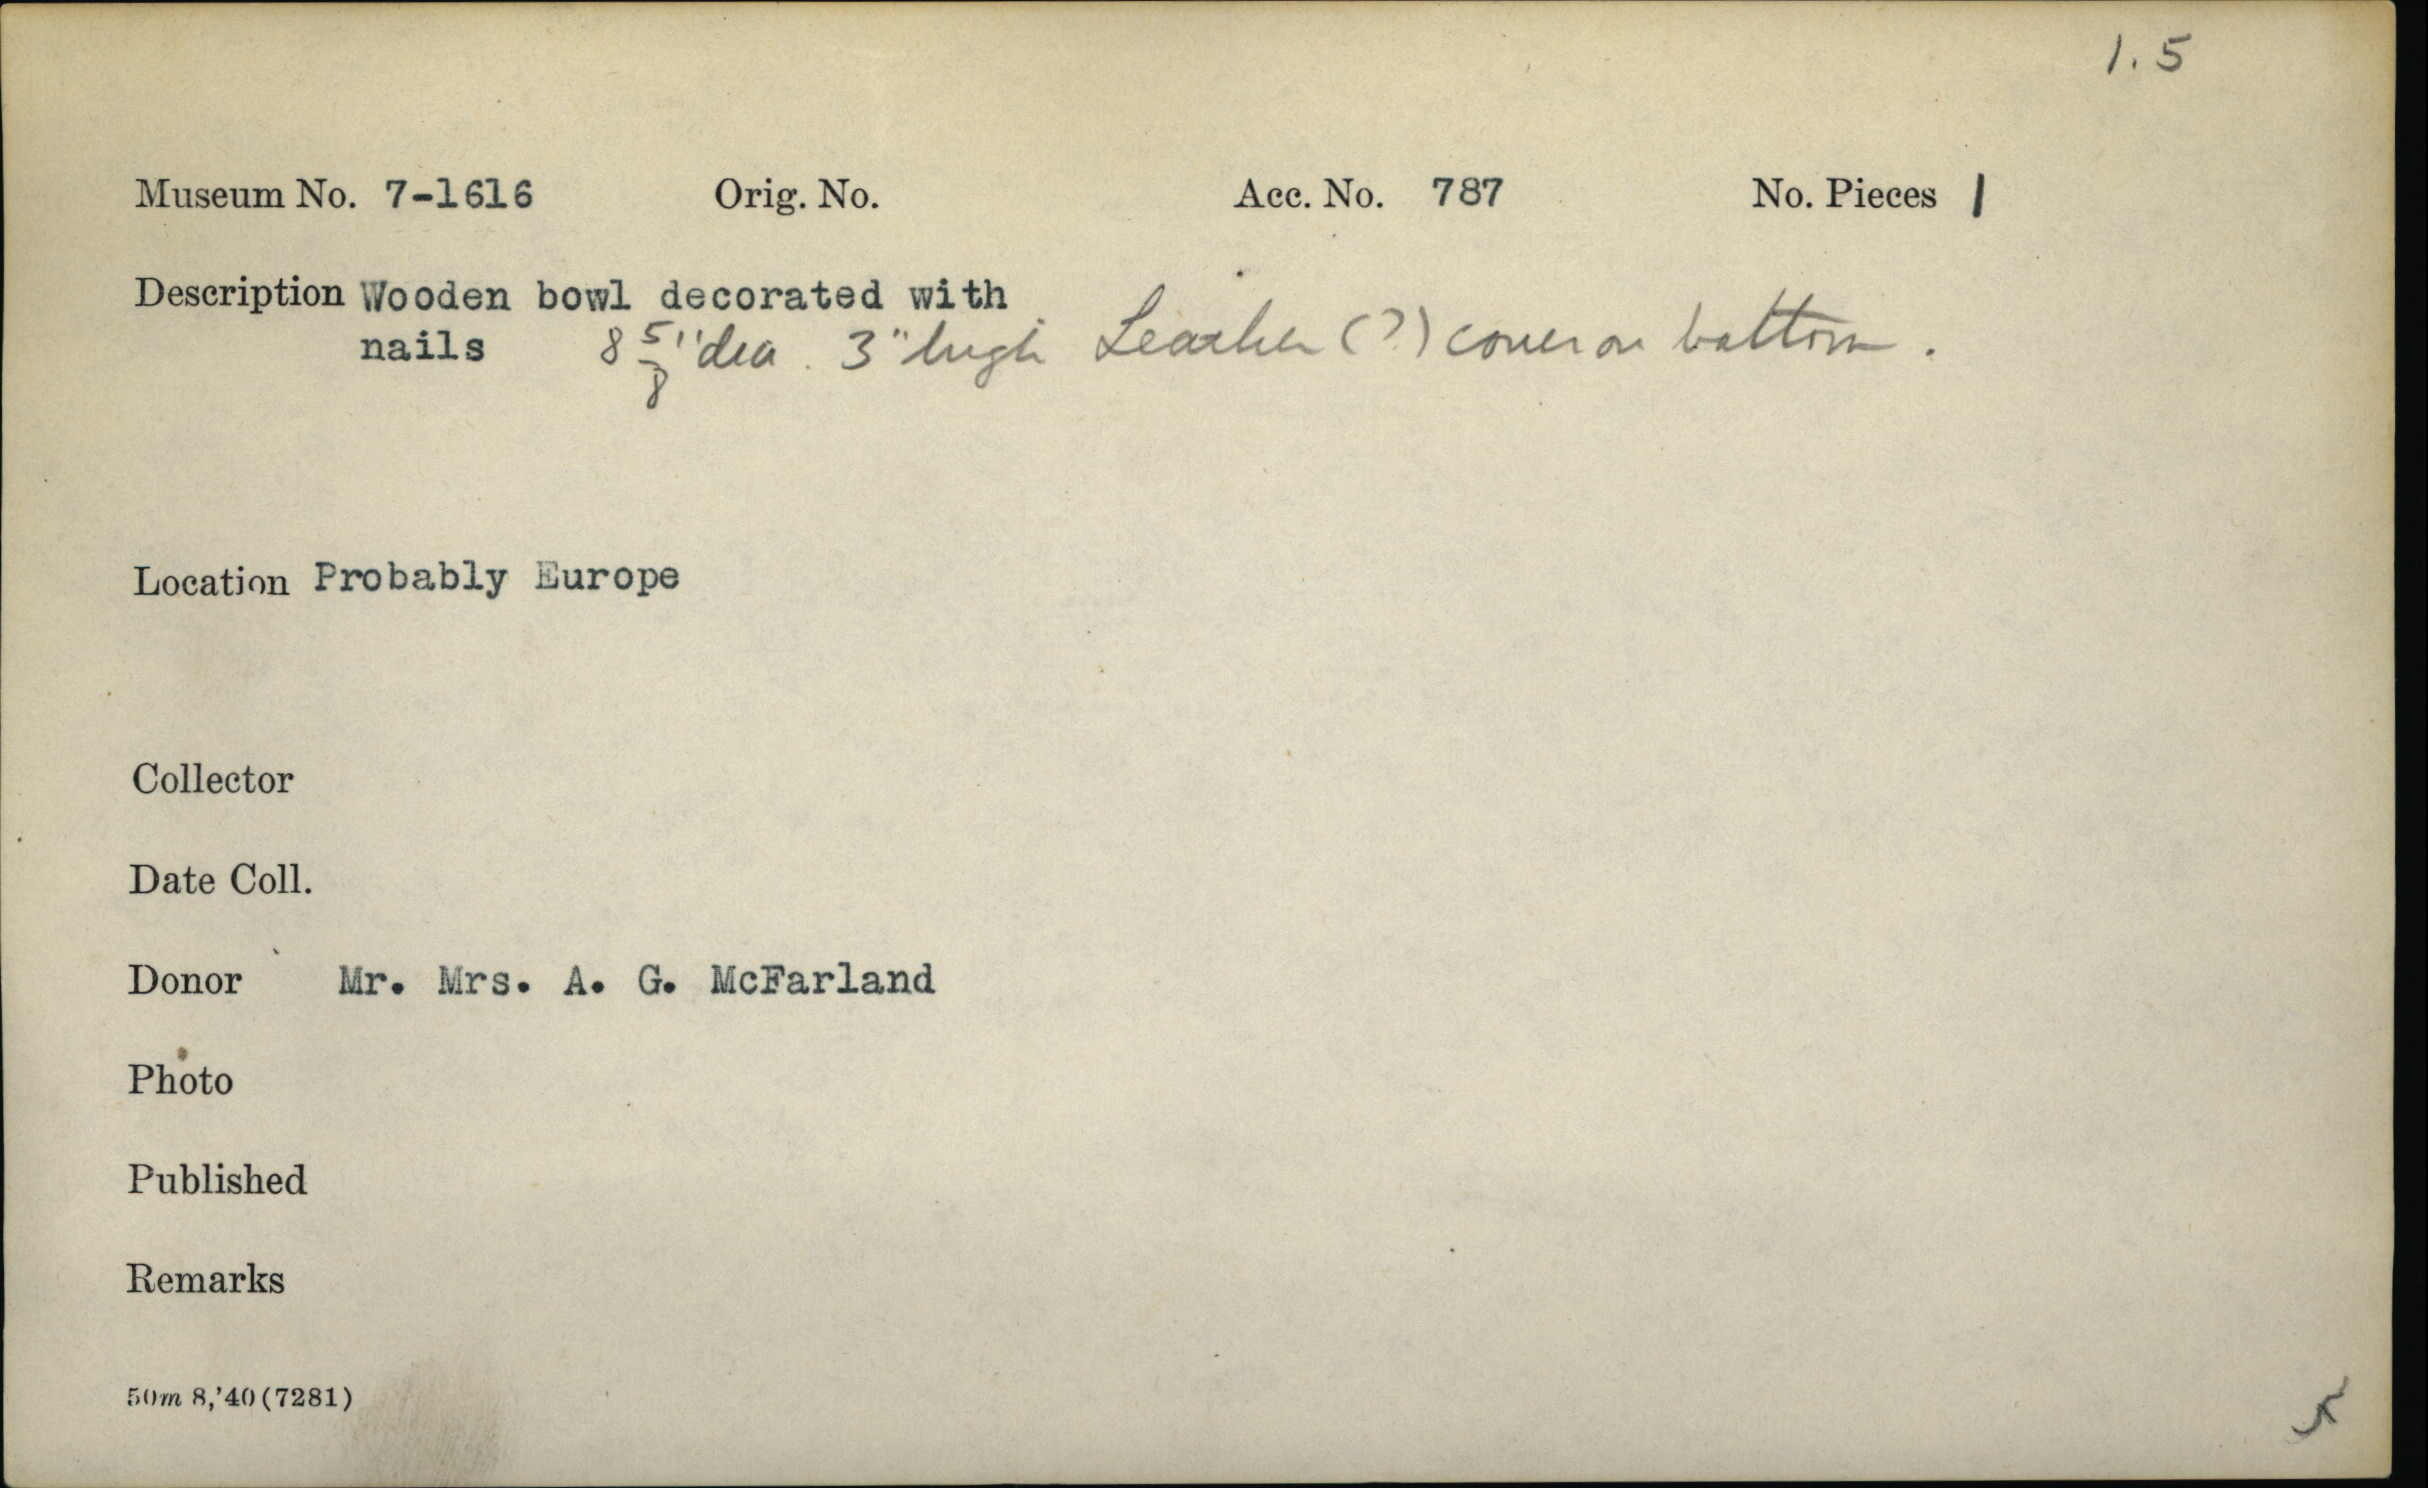 1.5
Museum No. 7-1616 Orig. No. Acc. No. 787 No. Pieces 1
Description Wooden bowl decorated with
nails 8 5/8" dia. 3" high Leather (?) cover on bottom.
Location Probably Europe
Collector
Date Coll.
Donor Mr. Mrs. A. G. McFarland
Photo
Published
Remarks
50m 8,'40(7281)